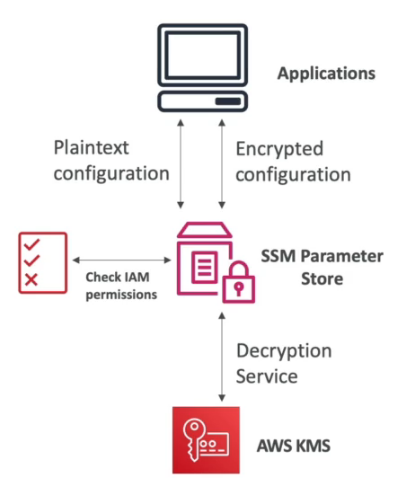 Applications
Plaintext
configuration
Encrypted
configuration
SSM Parameter
Store
Check IAM
permissions
Decryption
Service
AWS KMS